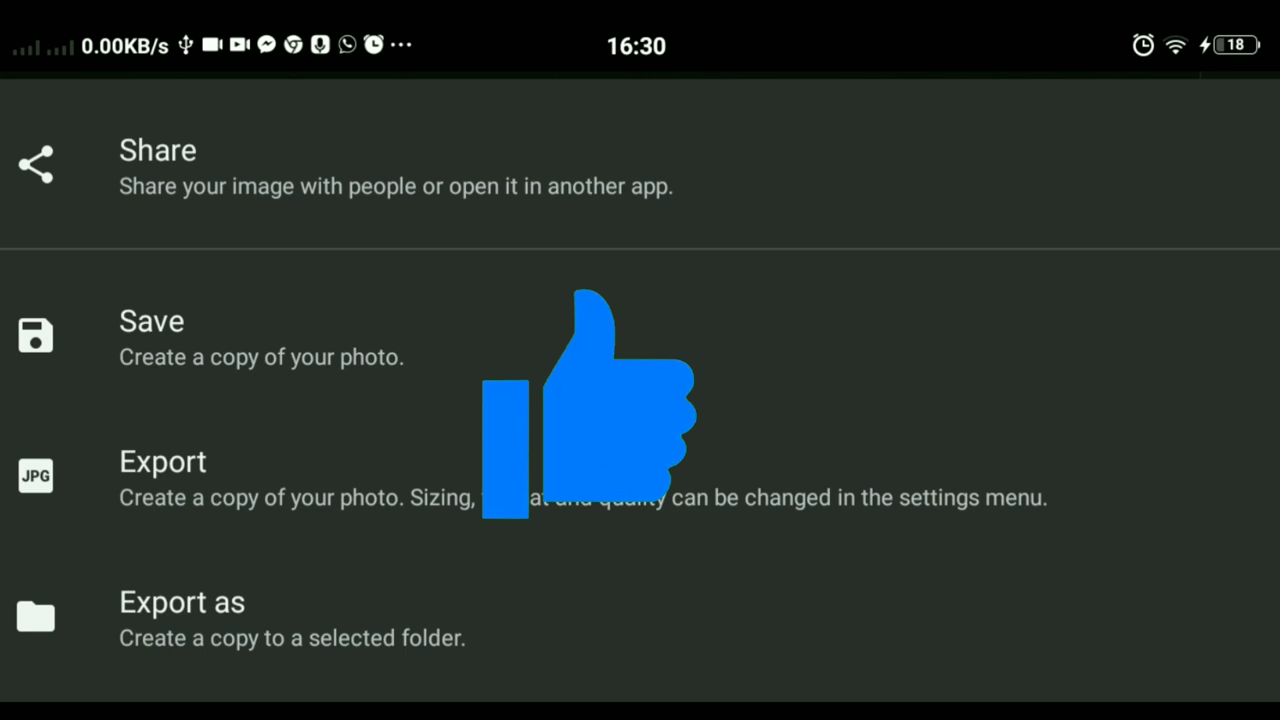 0.00KB/s
16:30
18
Share
Share your image with people or open it in another app.
Save
Create a copy of your photo.
JPG
Export
Create a copy of your photo. Sizing, and quality can be changed in the settings menu.
Export as
Create a copy to a selected folder.